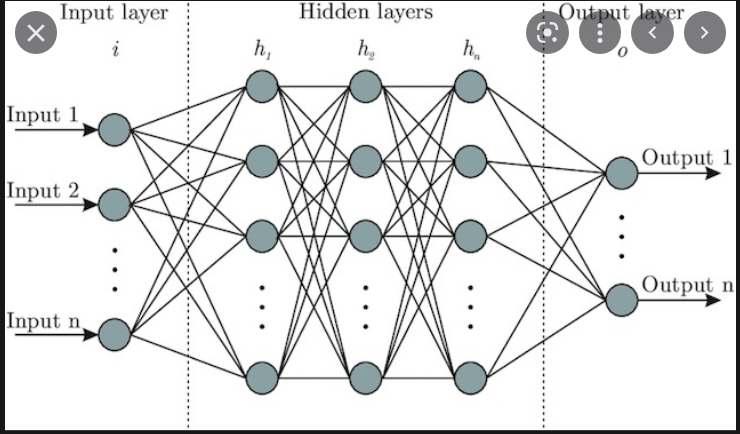 Input layer
Hidden layers
Output layer
i
h₁
h₂
hₙ
o
Input 1
Input 2
Input n
Output 1
Output n